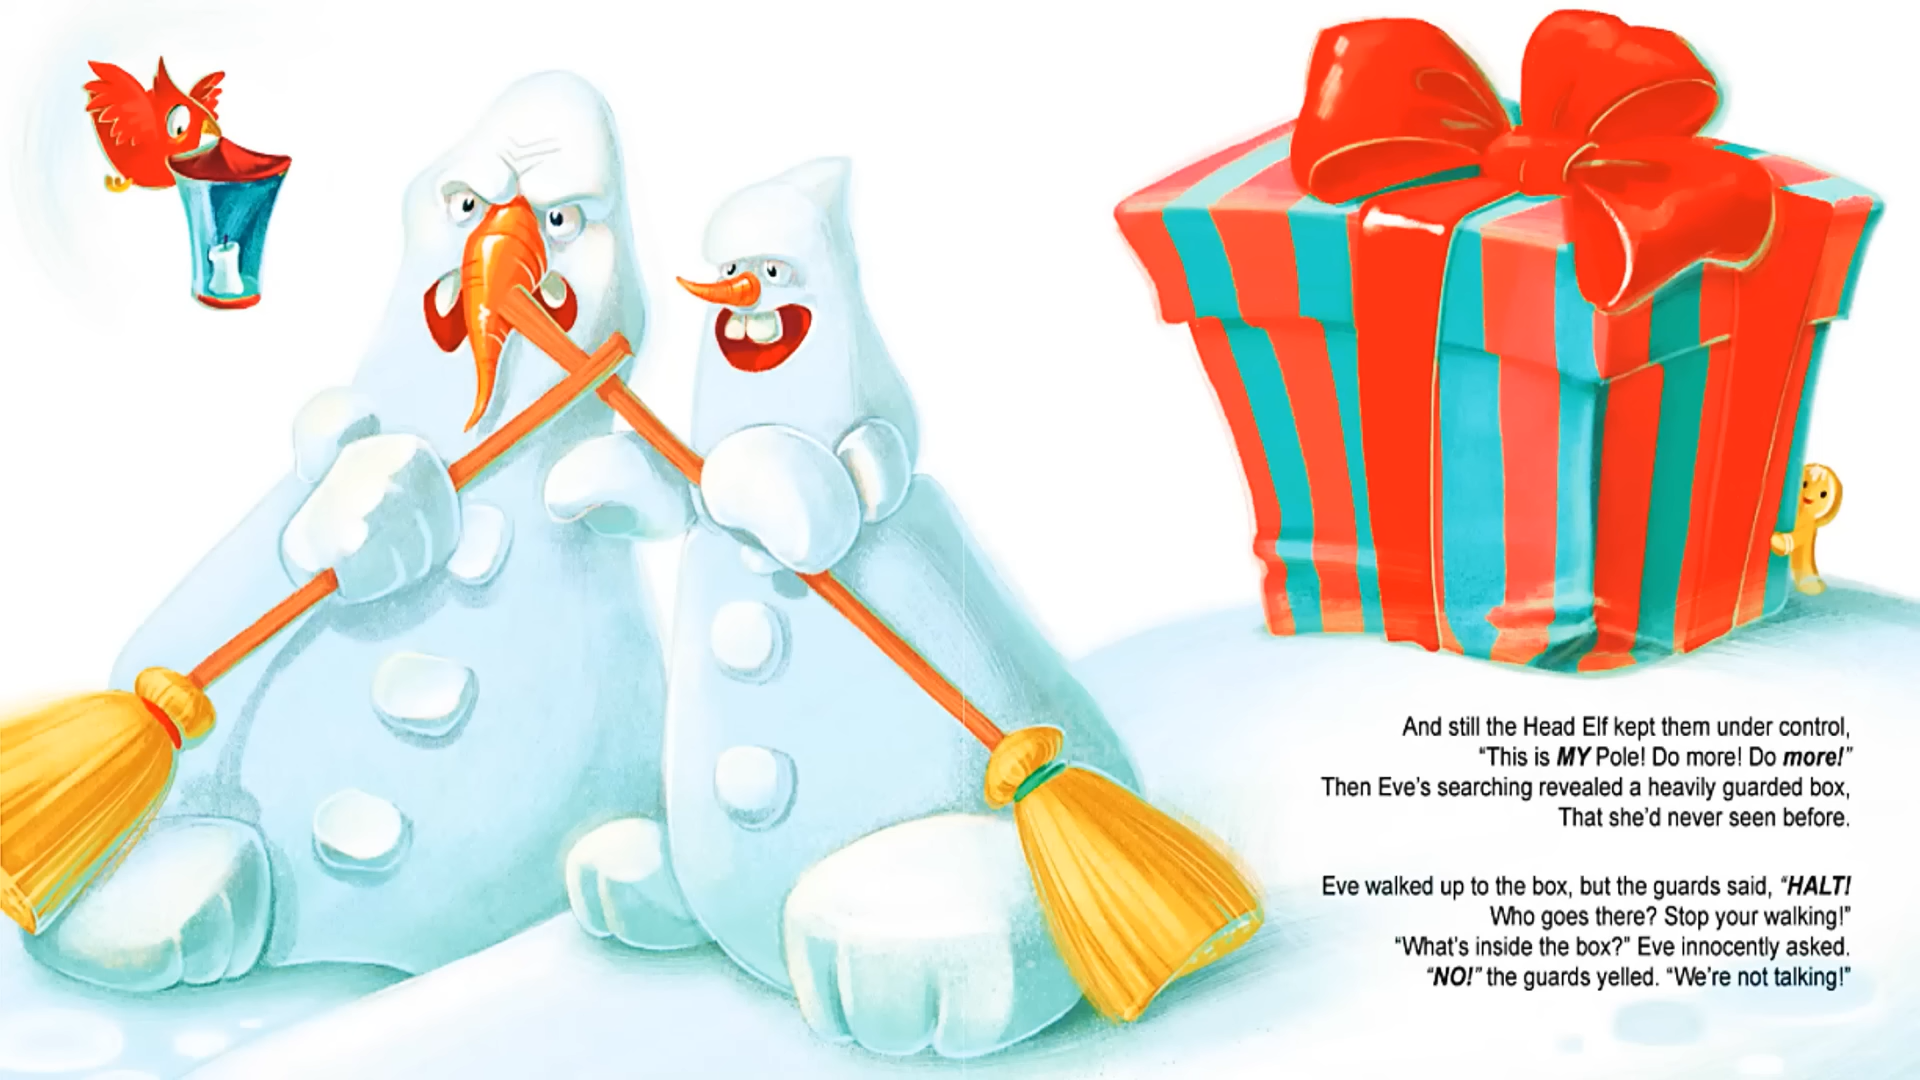 And still the Head Elf kept them under control,
“This is MY Pole! Do more! Do more!”
Then Eve’s searching revealed a heavily guarded box,
That she’d never seen before.
Eve walked up to the box, but the guards said, “HALT!
Who goes there? Stop your walking!”
“What’s inside the box?” Eve innocently asked.
“NO!” the guards yelled. “We’re not talking!”